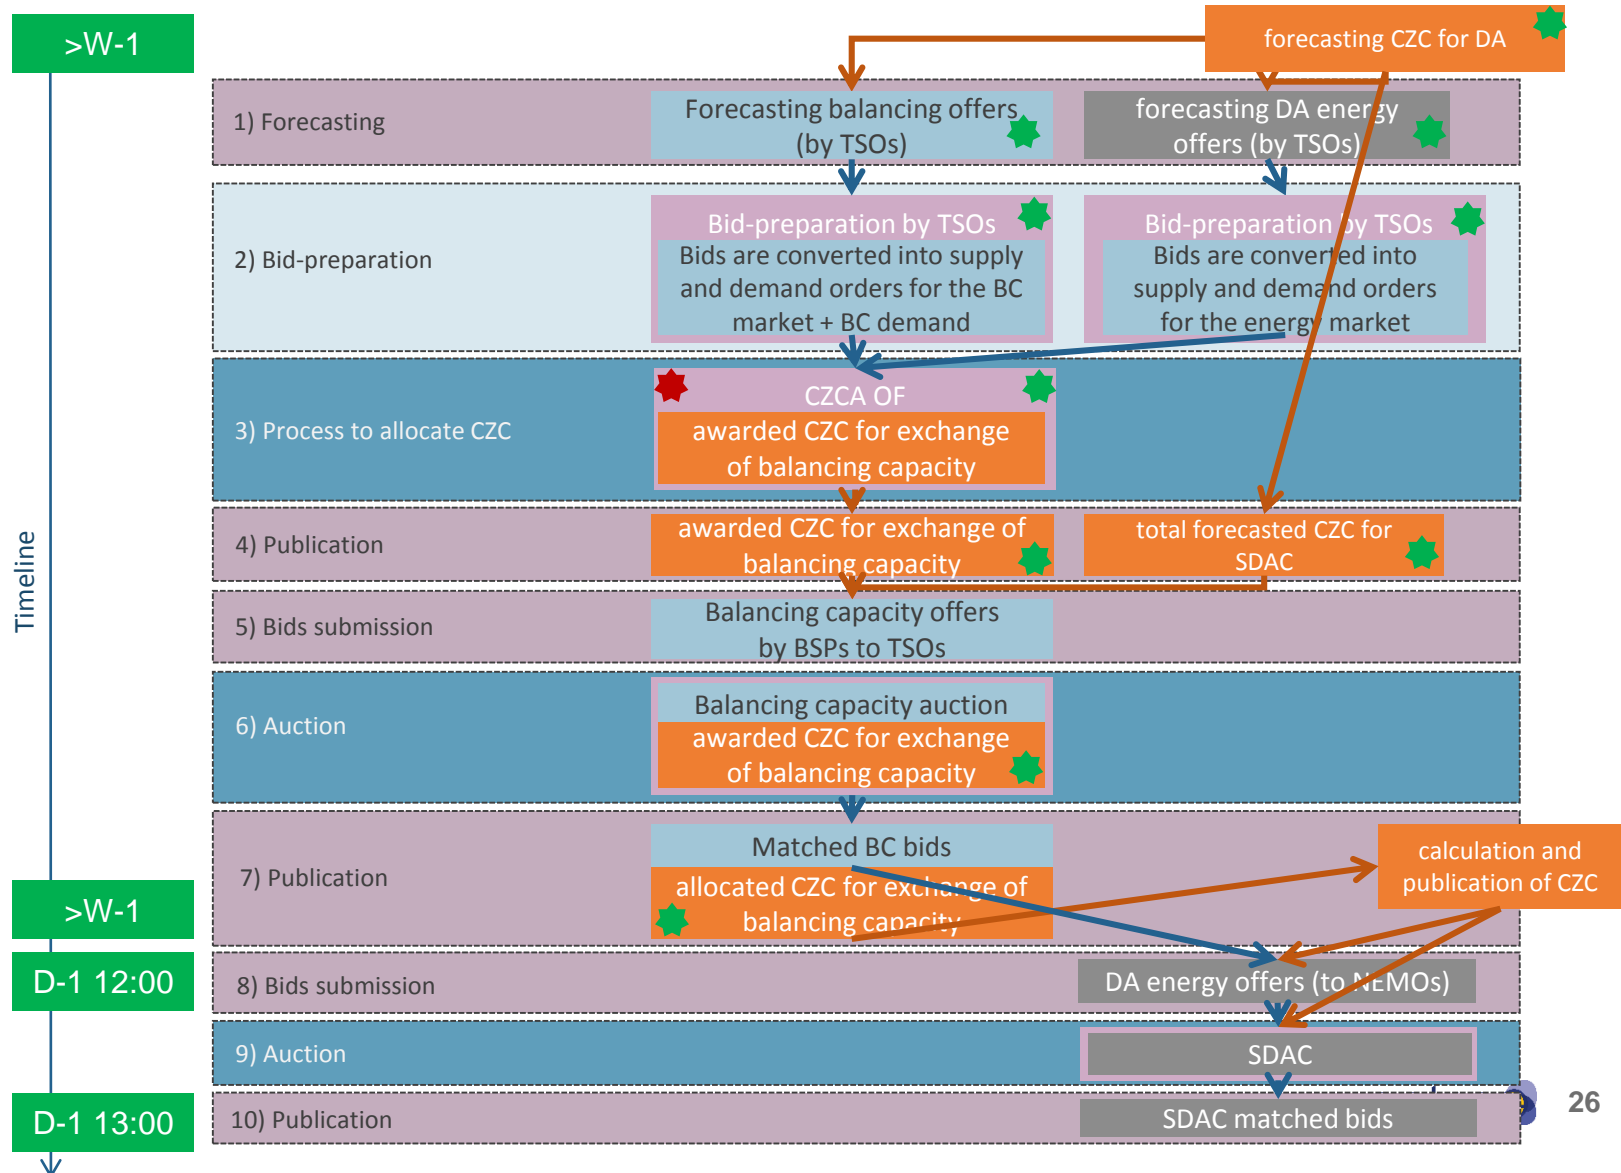 >W-1
forecasting CZC for DA
1) Forecasting
Forecasting balancing offers
(by TSOs)
forecasting DA energy
offers (by TSOs)
2) Bid-preparation
Bid-preparation by TSOs
Bids are converted into supply
and demand orders for the BC
market + BC demand
Bid-preparation by TSOs
Bids are converted into
supply and demand orders
for the energy market
3) Process to allocate CZC
CZCA OF
awarded CZC for exchange
of balancing capacity
4) Publication
awarded CZC for exchange of
balancing capacity
total forecasted CZC for
SDAC
Timeline
5) Bids submission
Balancing capacity offers
by BSPs to TSOs
6) Auction
Balancing capacity auction
awarded CZC for exchange
of balancing capacity
7) Publication
Matched BC bids
allocated CZC for exchange of
balancing capacity
calculation and
publication of CZC
>W-1
D-1 12:00
8) Bids submission
DA energy offers (to NEMOs)
9) Auction
SDAC
D-1 13:00
10) Publication
SDAC matched bids
26